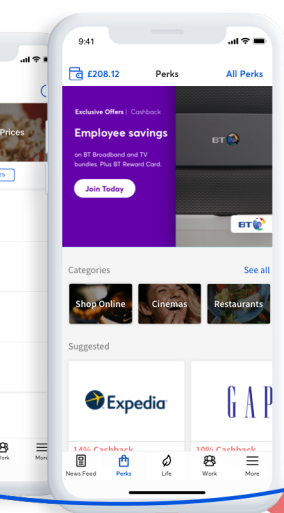 9:41
£208.12 Perks All Perks
Exclusive Offers | Cashback
Employee savings
on BT Broadband and TV
bundles. Plus BT Reward Card.
Join Today
BT
BT
Categories See all
Shop Online Cinemas Restaurants
Suggested
Expedia GAP
14% Cashback 10% Cashback
News Feed Perks Life Work More
Prices
More